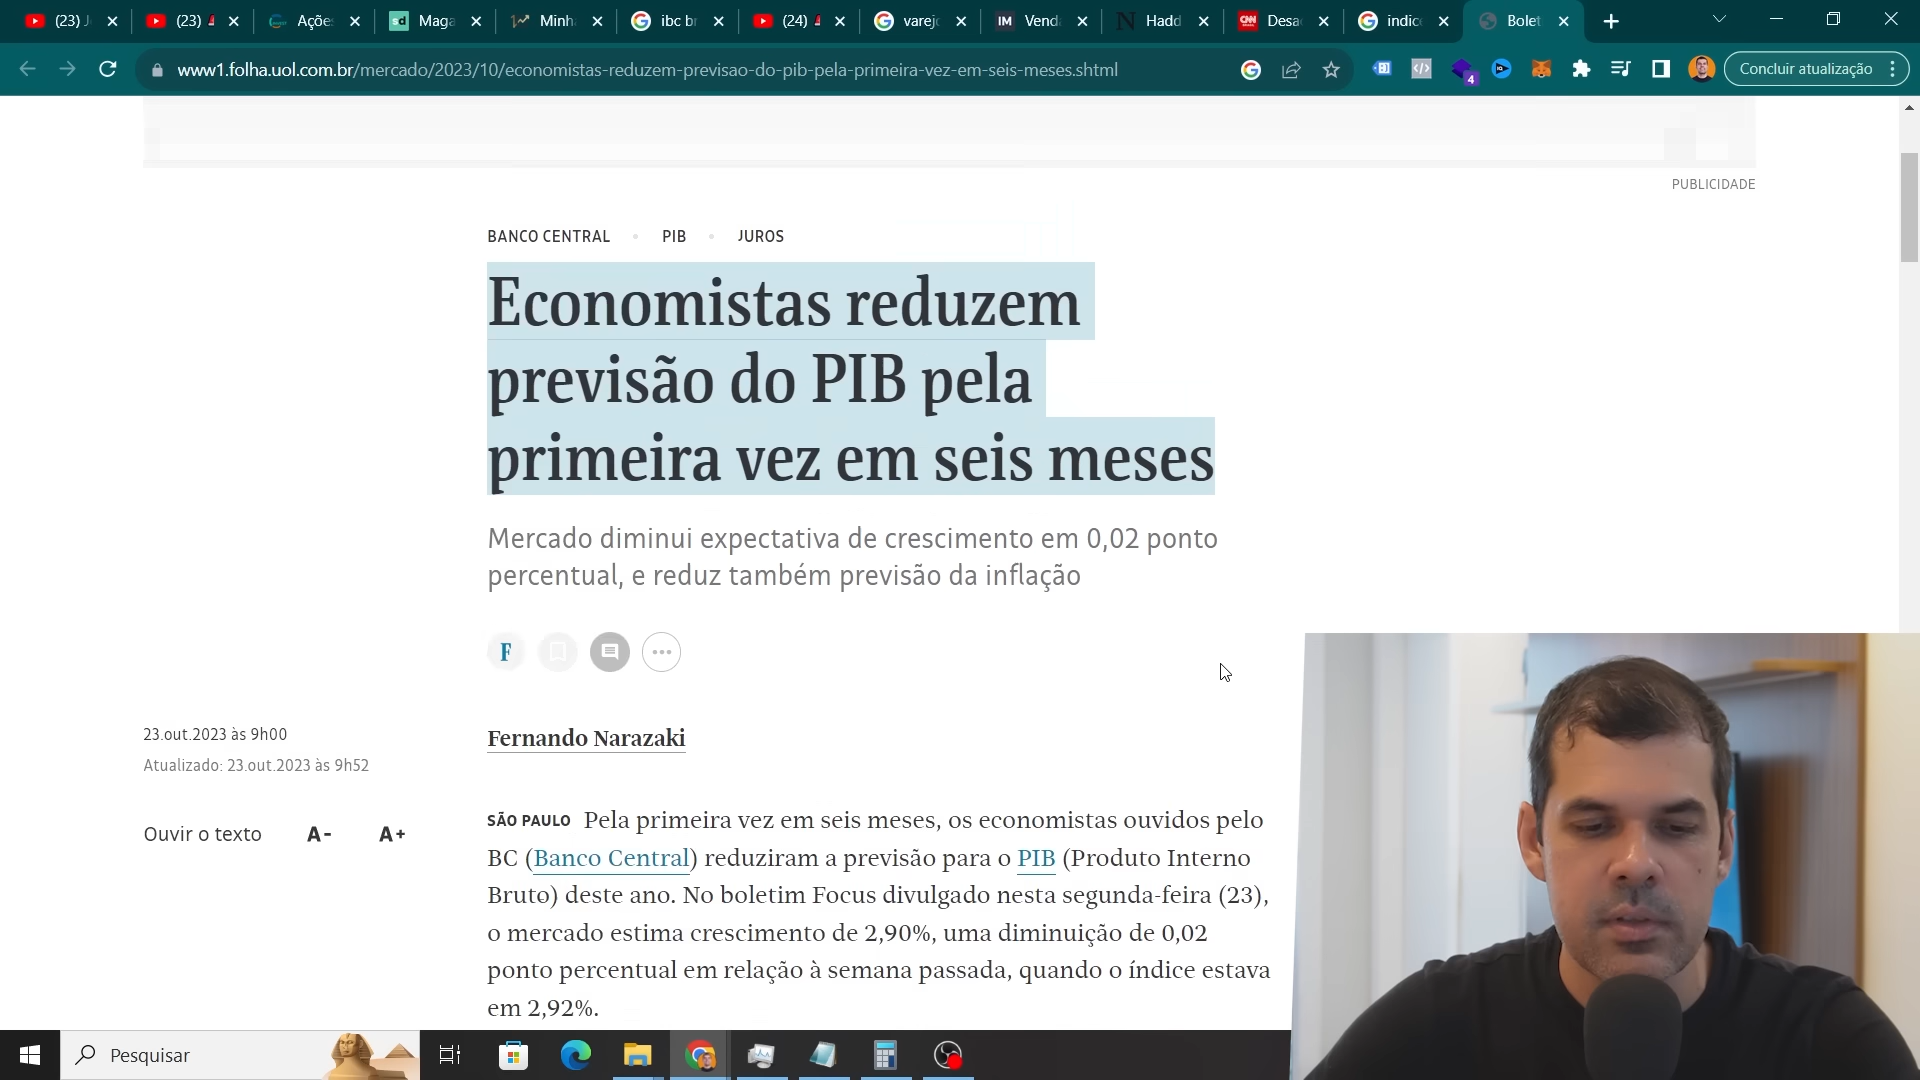 (23) J
(23)
Açõe
Maga
Minh
ibc br
(24)
varejo
IM Vend
N Hadd
CNN Desa
indice
Bolet
www1.folha.uol.com.br/mercado/2023/10/economistas-reduzem-previsao-do-pib-pela-primeira-vez-em-seis-meses.shtml
4
Concluir atualização
PUBLICIDADE
BANCO CENTRAL • PIB • JUROS
Economistas reduzem
previsão do PIB pela
primeira vez em seis meses
Mercado diminui expectativa de crescimento em 0,02 ponto
percentual, e reduz também previsão da inflação
F
23.out.2023 às 9h00
Atualizado: 23.out.2023 às 9h52
Ouvir o texto A- A+
Fernando Narazaki
SÃO PAULO Pela primeira vez em seis meses, os economistas ouvidos pelo
BC (Banco Central) reduziram a previsão para o PIB (Produto Interno
Bruto) deste ano. No boletim Focus divulgado nesta segunda-feira (23),
o mercado estima crescimento de 2,90%, uma diminuição de 0,02
ponto percentual em relação à semana passada, quando o índice estava
em 2,92%.
Pesquisar